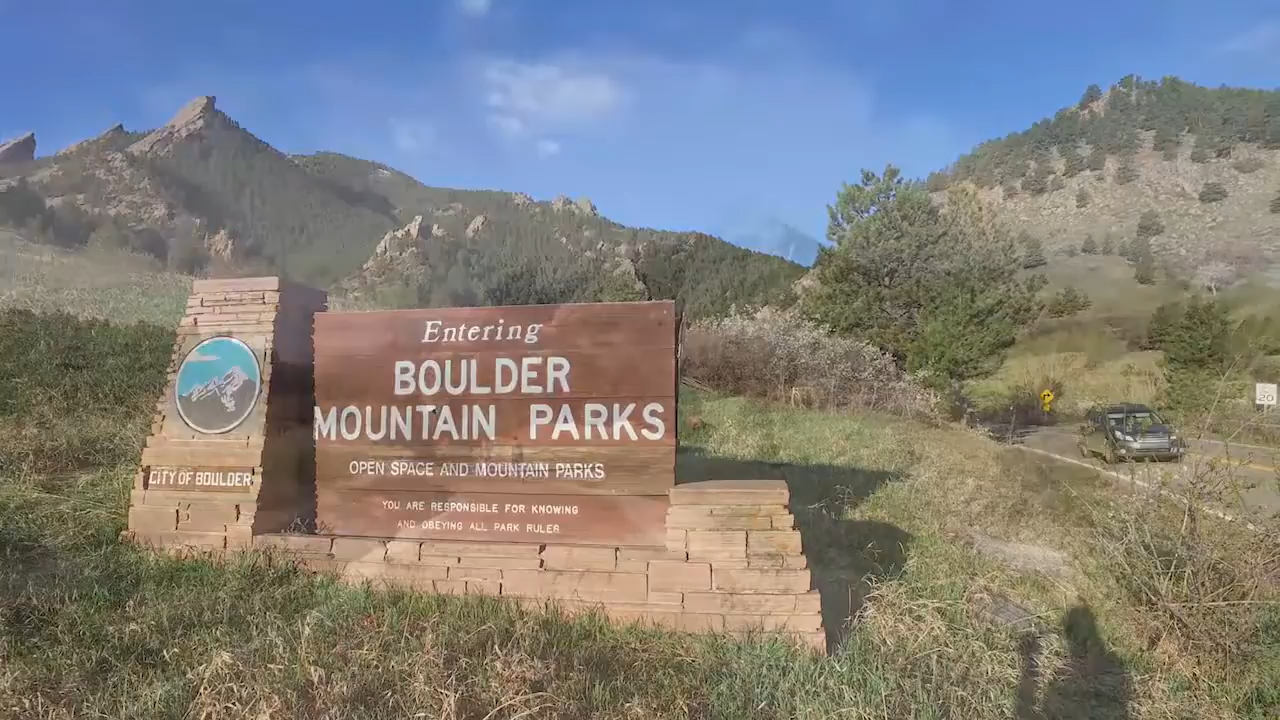 Entering
BOULDER
MOUNTAIN PARKS
OPEN SPACE AND MOUNTAIN PARKS
YOU ARE RESPONSIBLE FOR KNOWING
AND OBEYING ALL PARK RULES
CITY OF BOULDER
20